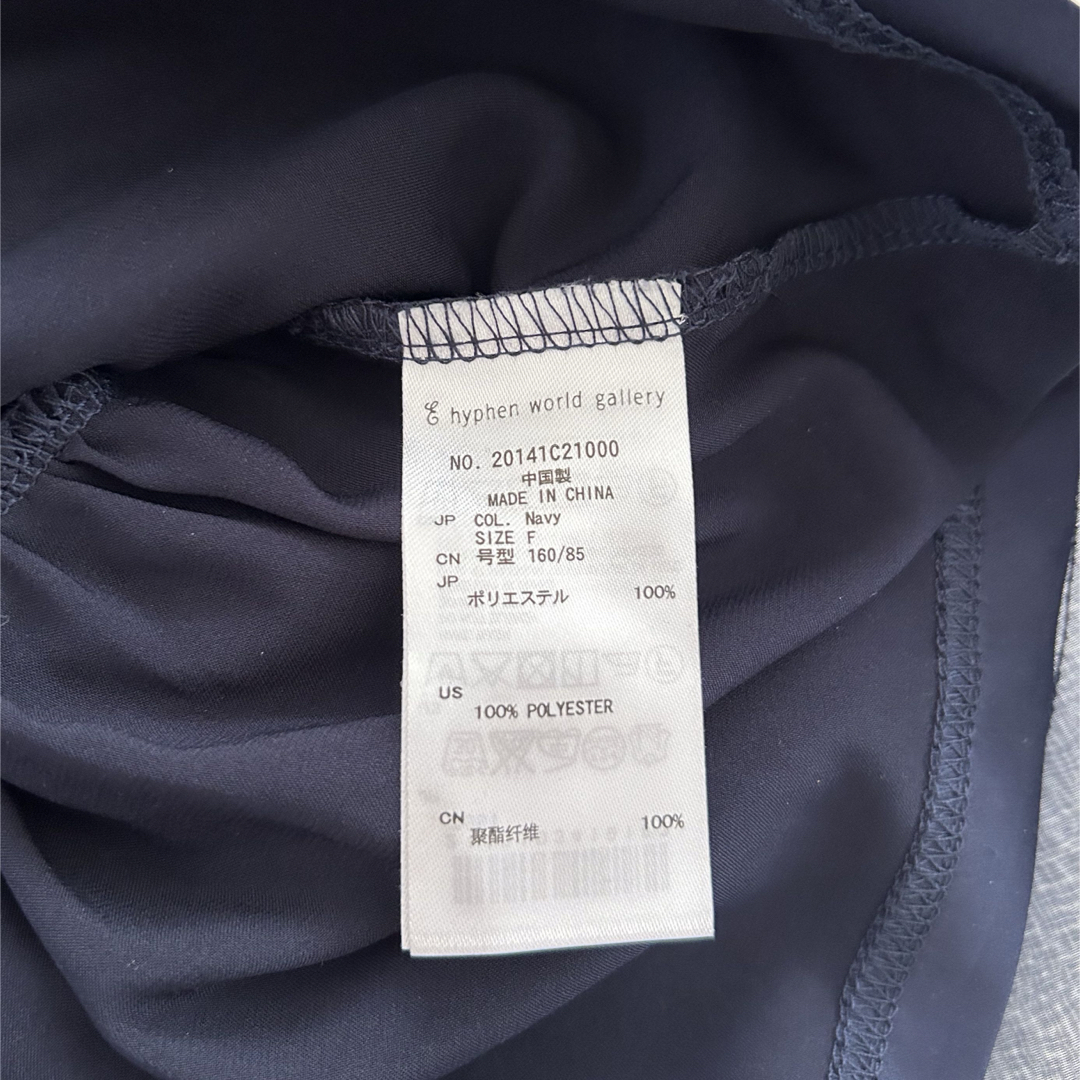 E hyphen world gallery
NO. 20141C21000
中国製
MADE IN CHINA
JP COL. Navy
SIZE F
CN 号型 160/85
JP
ポリエステル 100%
US
100% POLYESTER
CN
聚酯纤维 100%